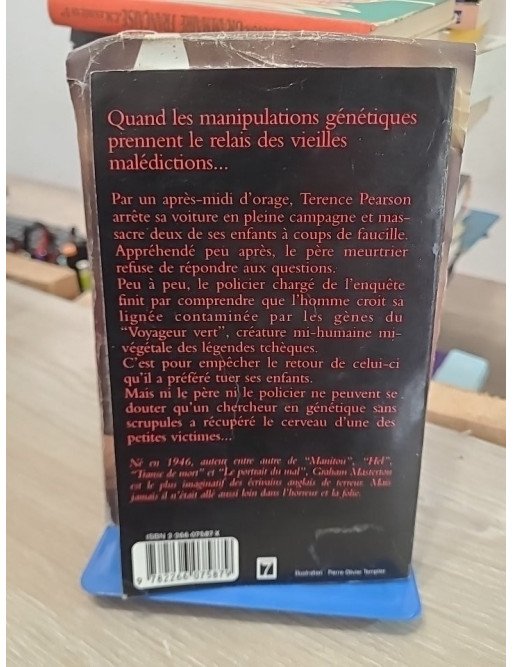 Quand les manipulations génétiques
prennent le relais des vieilles
malédictions...
Par un après-midi d'orage, Terence Pearson
arrête sa voiture en pleine campagne et mas-
sacre deux de ses enfants à coups de faucille.
Appréhendé peu après, le père meurtrier
refuse de répondre aux questions.
Peu à peu, le policier chargé de l'enquête
finit par comprendre que l'homme croit sa
lignée contaminée par les gènes du
"Voyageur vert", créature mi-humaine mi-
végétale des légendes tchèques.
C'est pour empêcher le retour de celui-ci
qu'il a préféré tuer ses enfants.
Mais ni le père ni le policier ne peuvent se
douter qu'un chercheur en génétique sans
scrupules a récupéré le cerveau d'une des
petites victimes...
Né en 1946, auteur entre autre de "Manitou", "Hel",
"Transe de mort" et "Le portrait du mal", Graham Masterton
est le plus imaginatif des écrivains anglais de terreur. Mais
jamais il n'était allé aussi loin dans l'horreur et la folie.
ISBN 2-266-07587-X
9 782266 075879
Illustration : Pierre-Olivier Templier